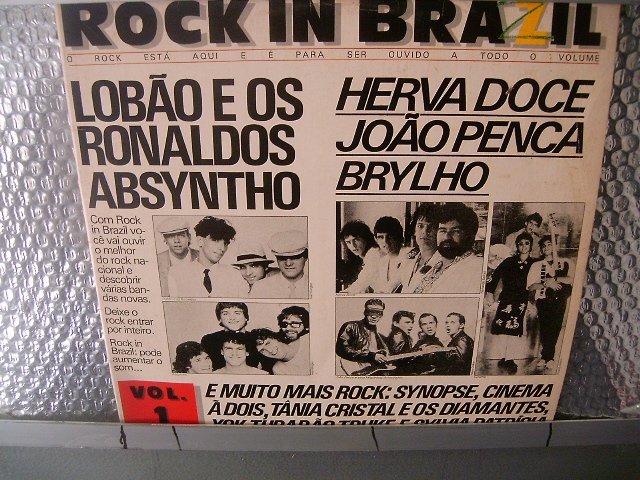 ROCK IN BRAZIL
O ROCK ESTÁ AQUI E É PARA SER OUVIDO A TODO O VOLUME
LOBÃO E OS
RONALDOS
ABSYNTHO
HERVA DOCE
JOÃO PENCA
BRYLHO
Com Rock
in Brazil vo-
cê vai ouvir
o melhor
do rock na-
cional e
descobrir
várias ban-
das novas.
Deixe o
rock entrar
por inteiro.
Rock in
Brazil: pode
aumentar o
som...
VOL.
1
E MUITO MAIS ROCK: SYNOPSE, CINEMA
À DOIS, TÂNIA CRISTAL E OS DIAMANTES,
TUBARÃO E SYLVIA PATRÍCIA